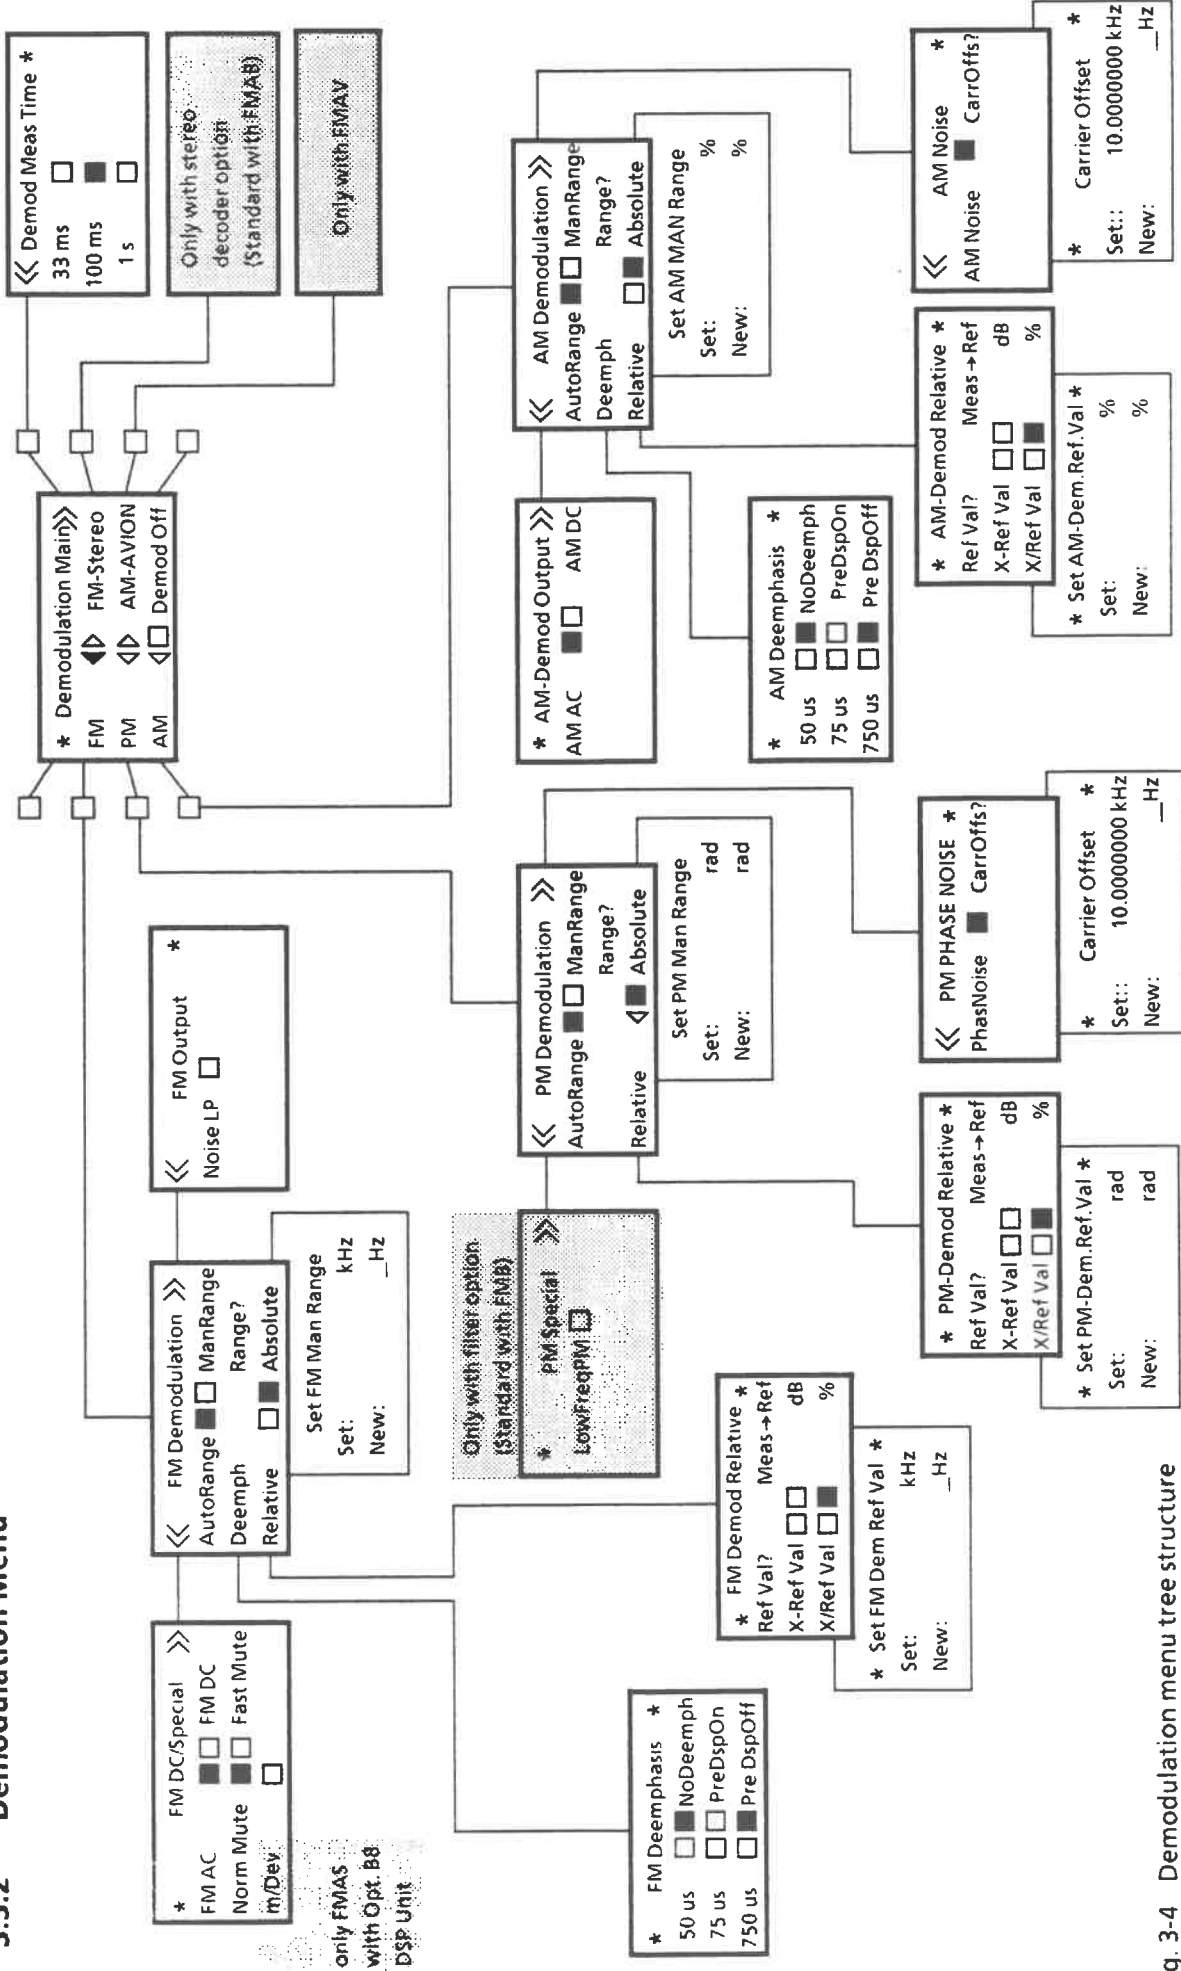 3.3.2 Demodulation Menu
* Demodulation Main >>
FM FM-Stereo
PM AM-AVION
AM Demod Off
<< Demod Meas Time *
33 ms
100 ms
1 s
Only with stereo
decoder option
(Standard with FMAB)
Only with FMAV
* FM DC/Special >>
FM AC FM DC
Norm Mute Fast Mute
m/Dev
only FMAS
with Opt. B8
DSP Unit
<< FM Demodulation >>
AutoRange ManRange
Deemph Range?
Relative Absolute
Set FM Man Range
Set: kHz
New: _Hz
<< FM Output *
Noise LP
* FM Deemphasis *
50 us NoDeemph
75 us PreDspOn
750 us Pre DspOff
* FM Demod Relative *
Ref Val? Meas→Ref
X-Ref Val dB
X/Ref Val %
* Set FM Dem Ref Val *
Set: kHz
New: _Hz
Only with filter option
(Standard with FMB)
* PM Special >>
LowFreqPM
<< PM Demodulation >>
AutoRange ManRange
Range?
Relative Absolute
Set PM Man Range
Set: rad
New: rad
* PM-Demod Relative *
Ref Val? Meas→Ref
X-Ref Val dB
X/Ref Val %
* Set PM-Dem.Ref.Val *
Set: rad
New: rad
<< PM PHASE NOISE *
PhasNoise CarrOffs?
* Carrier Offset *
Set:: 10.0000000 kHz
New: _Hz
* AM-Demod Output >>
AM AC AM DC
<< AM Demodulation >>
AutoRange ManRange
Deemph Range?
Relative Absolute
Set AM MAN Range
Set: %
New: %
* AM Deemphasis *
50 us NoDeemph
75 us PreDspOn
750 us Pre DspOff
* AM-Demod Relative *
Ref Val? Meas→Ref
X-Ref Val dB
X/Ref Val %
* Set AM-Dem.Ref.Val *
Set: %
New: %
<< AM Noise *
AM Noise CarrOffs?
* Carrier Offset *
Set:: 10.0000000 kHz
New: _Hz
g. 3-4 Demodulation menu tree structure